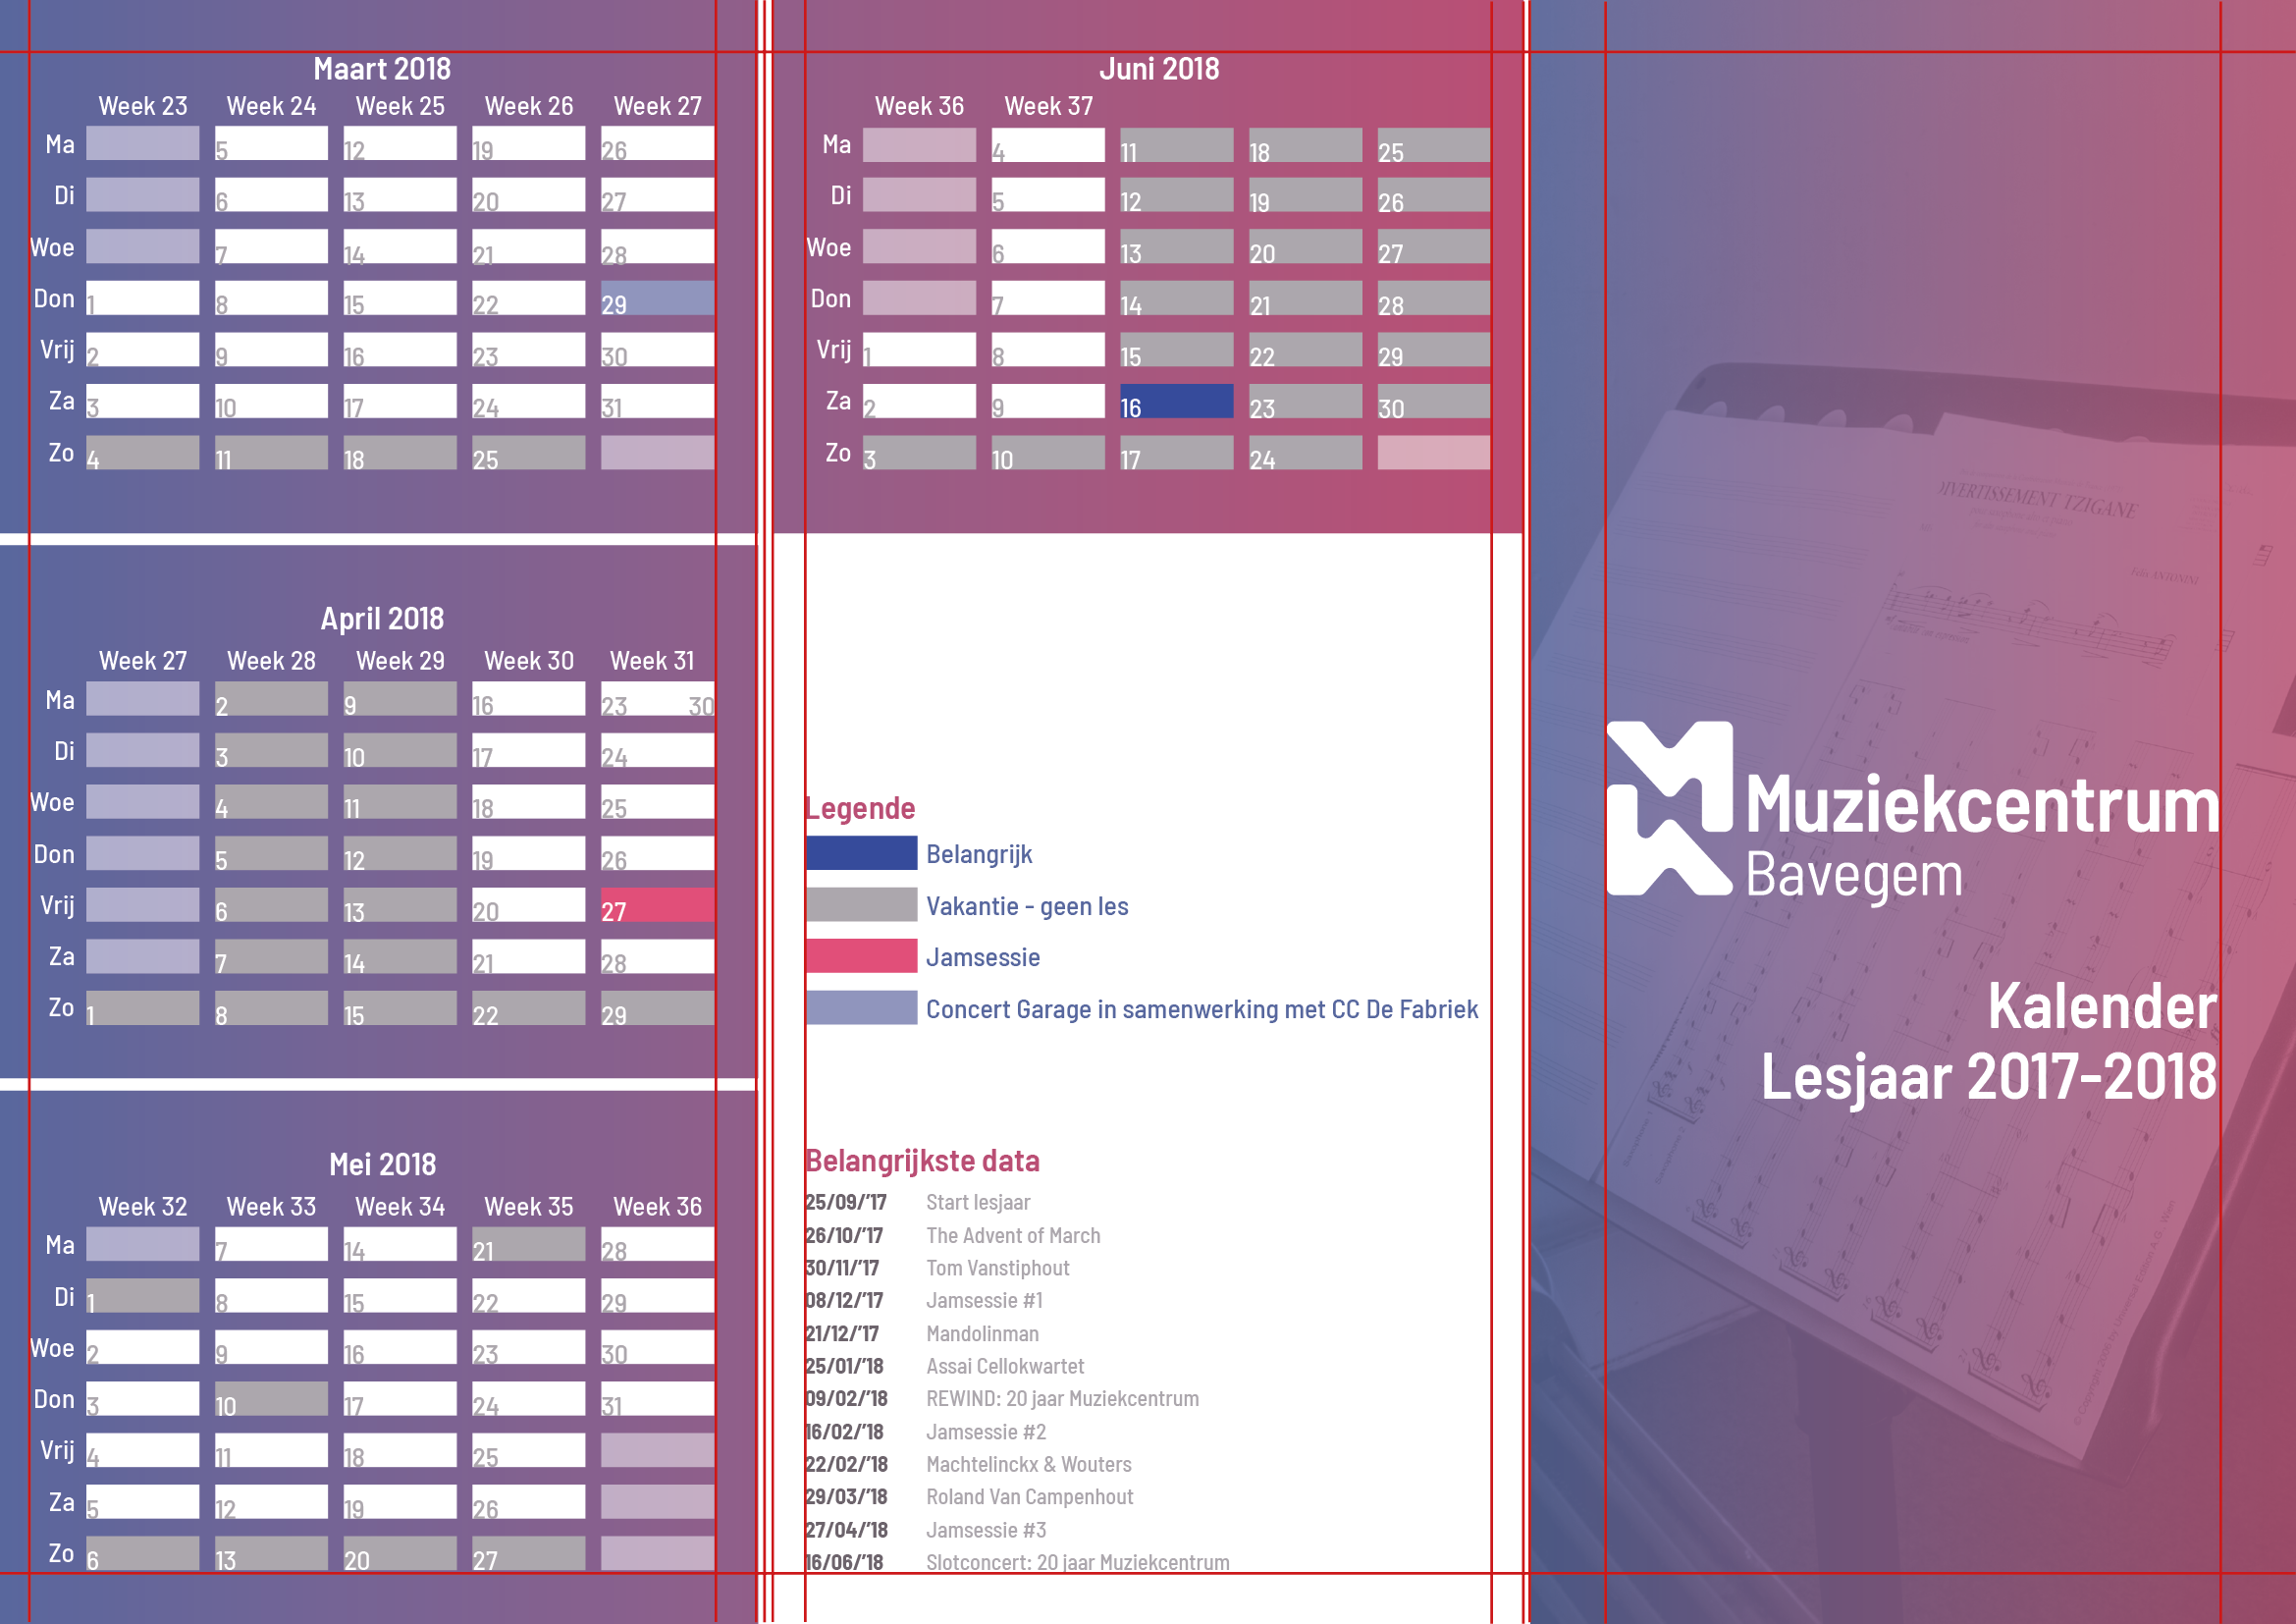 Maart 2018
Week 23 Week 24 Week 25 Week 26 Week 27
Ma 5 12 19 26
Di 6 13 20 27
Woe 7 14 21 28
Don 1 8 15 22 29
Vrij 2 9 16 23 30
Za 3 10 17 24 31
Zo 4 11 18 25
April 2018
Week 27 Week 28 Week 29 Week 30 Week 31
Ma 2 9 16 23 30
Di 3 10 17 24
Woe 4 11 18 25
Don 5 12 19 26
Vrij 6 13 20 27
Za 7 14 21 28
Zo 1 8 15 22 29
Mei 2018
Week 32 Week 33 Week 34 Week 35 Week 36
Ma 7 14 21 28
Di 1 8 15 22 29
Woe 2 9 16 23 30
Don 3 10 17 24 31
Vrij 4 11 18 25
Za 5 12 19 26
Zo 6 13 20 27
Juni 2018
Week 36 Week 37
Ma 4 11 18 25
Di 5 12 19 26
Woe 6 13 20 27
Don 7 14 21 28
Vrij 1 8 15 22 29
Za 2 9 16 23 30
Zo 3 10 17 24
Legende
Belangrijk
Vakantie - geen les
Jamsessie
Concert Garage in samenwerking met CC De Fabriek
Belangrijkste data
25/09/'17 Start lesjaar
26/10/'17 The Advent of March
30/11/'17 Tom Vanstiphout
08/12/'17 Jamsessie #1
21/12/'17 Mandolinman
25/01/'18 Assai Cellokwartet
09/02/'18 REWIND: 20 jaar Muziekcentrum
16/02/'18 Jamsessie #2
22/02/'18 Machtelinckx & Wouters
29/03/'18 Roland Van Campenhout
27/04/'18 Jamsessie #3
16/06/'18 Slotconcert: 20 jaar Muziekcentrum
DIVERTISSEMENT TZIGANE
Felix ANTONINI
Muziekcentrum
Bavegem
Kalender
Lesjaar 2017-2018
© Copyright 2000 by Universal Edition A.G., Wien